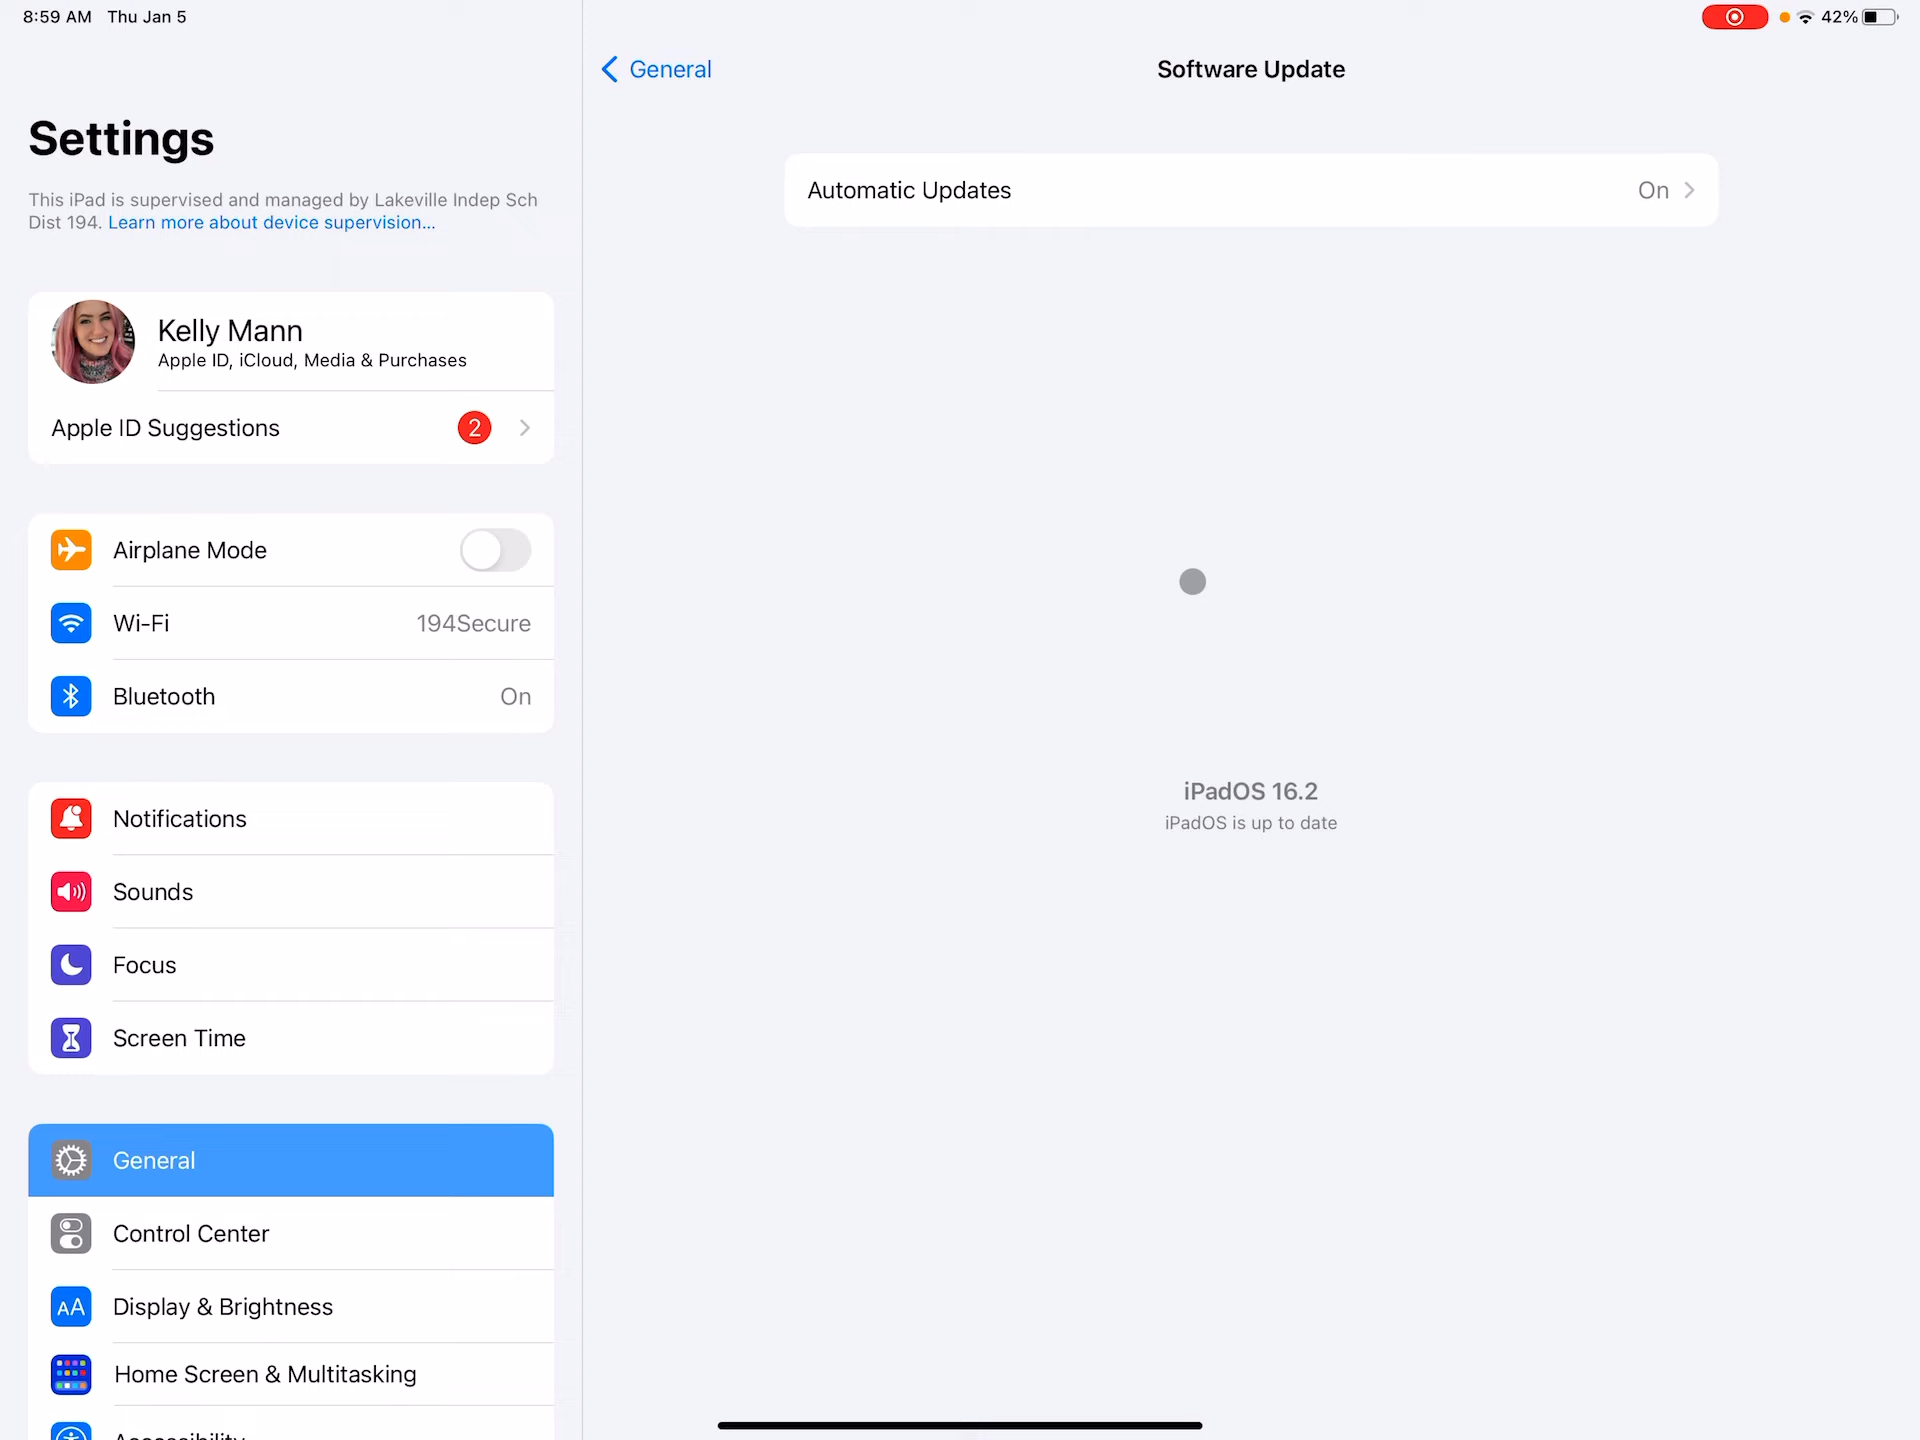 8:59 AM Thu Jan 5
42%
Settings
This iPad is supervised and managed by Lakeville Indep Sch
Dist 194. Learn more about device supervision...
Kelly Mann
Apple ID, iCloud, Media & Purchases
Apple ID Suggestions 2
Airplane Mode
Wi-Fi 194Secure
Bluetooth On
Notifications
Sounds
Focus
Screen Time
General
Control Center
AA Display & Brightness
Home Screen & Multitasking
Accessibility
General
Software Update
Automatic Updates On
iPadOS 16.2
iPadOS is up to date